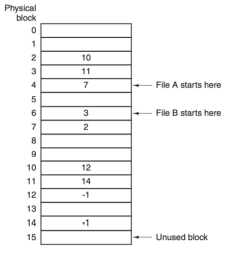 Physical
block
0
1
2 10
3 11
4 7 File A starts here
5
6 3 File B starts here
7 2
8
9
10 12
11 14
12 -1
13
14 -1
15 Unused block